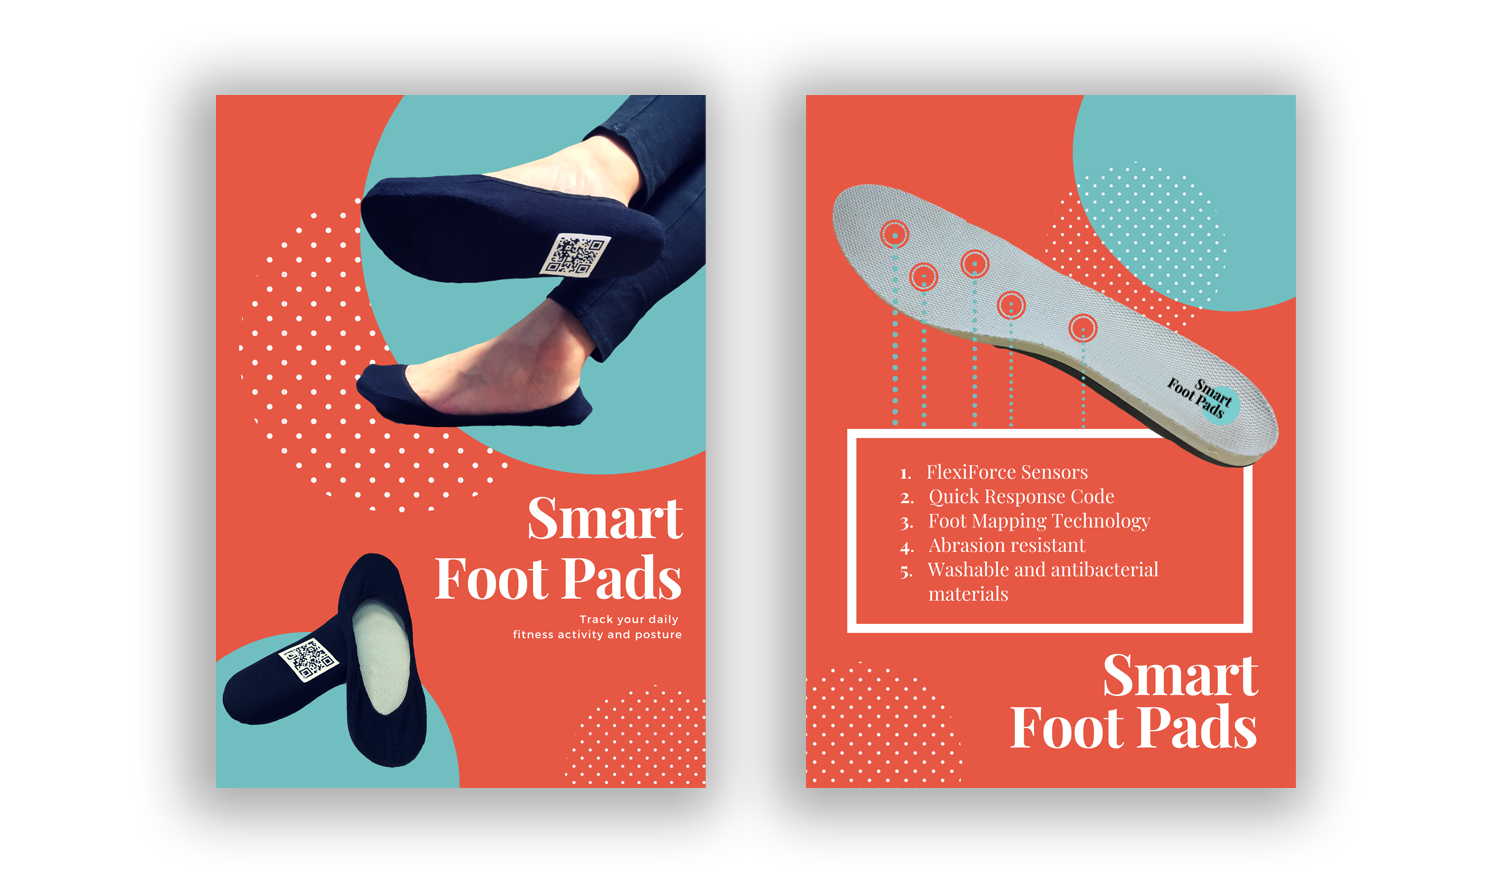 Smart
Foot Pads
Track your daily
fitness activity and posture
Smart
Foot Pads
1. FlexiForce Sensors
2. Quick Response Code
3. Foot Mapping Technology
4. Abrasion resistant
5. Washable and antibacterial
materials
Smart
Foot Pads